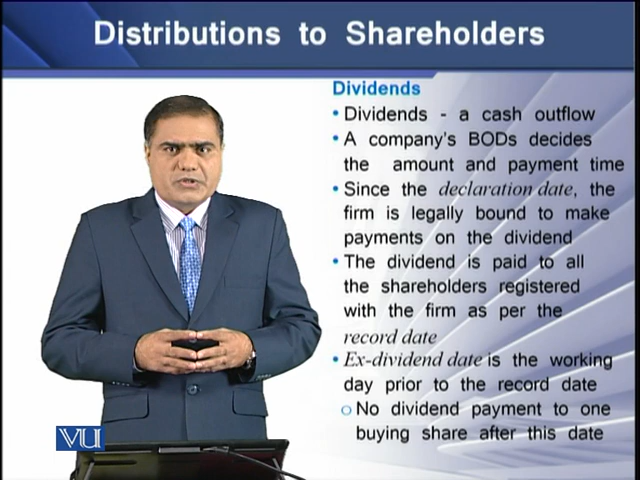 Distributions to Shareholders
Dividends
• Dividends - a cash outflow
• A company's BODs decides
the amount and payment time
• Since the declaration date, the
firm is legally bound to make
payments on the dividend
• The dividend is paid to all
the shareholders registered
with the firm as per the
record date
• Ex-dividend date is the working
day prior to the record date
o No dividend payment to one
buying share after this date
VU